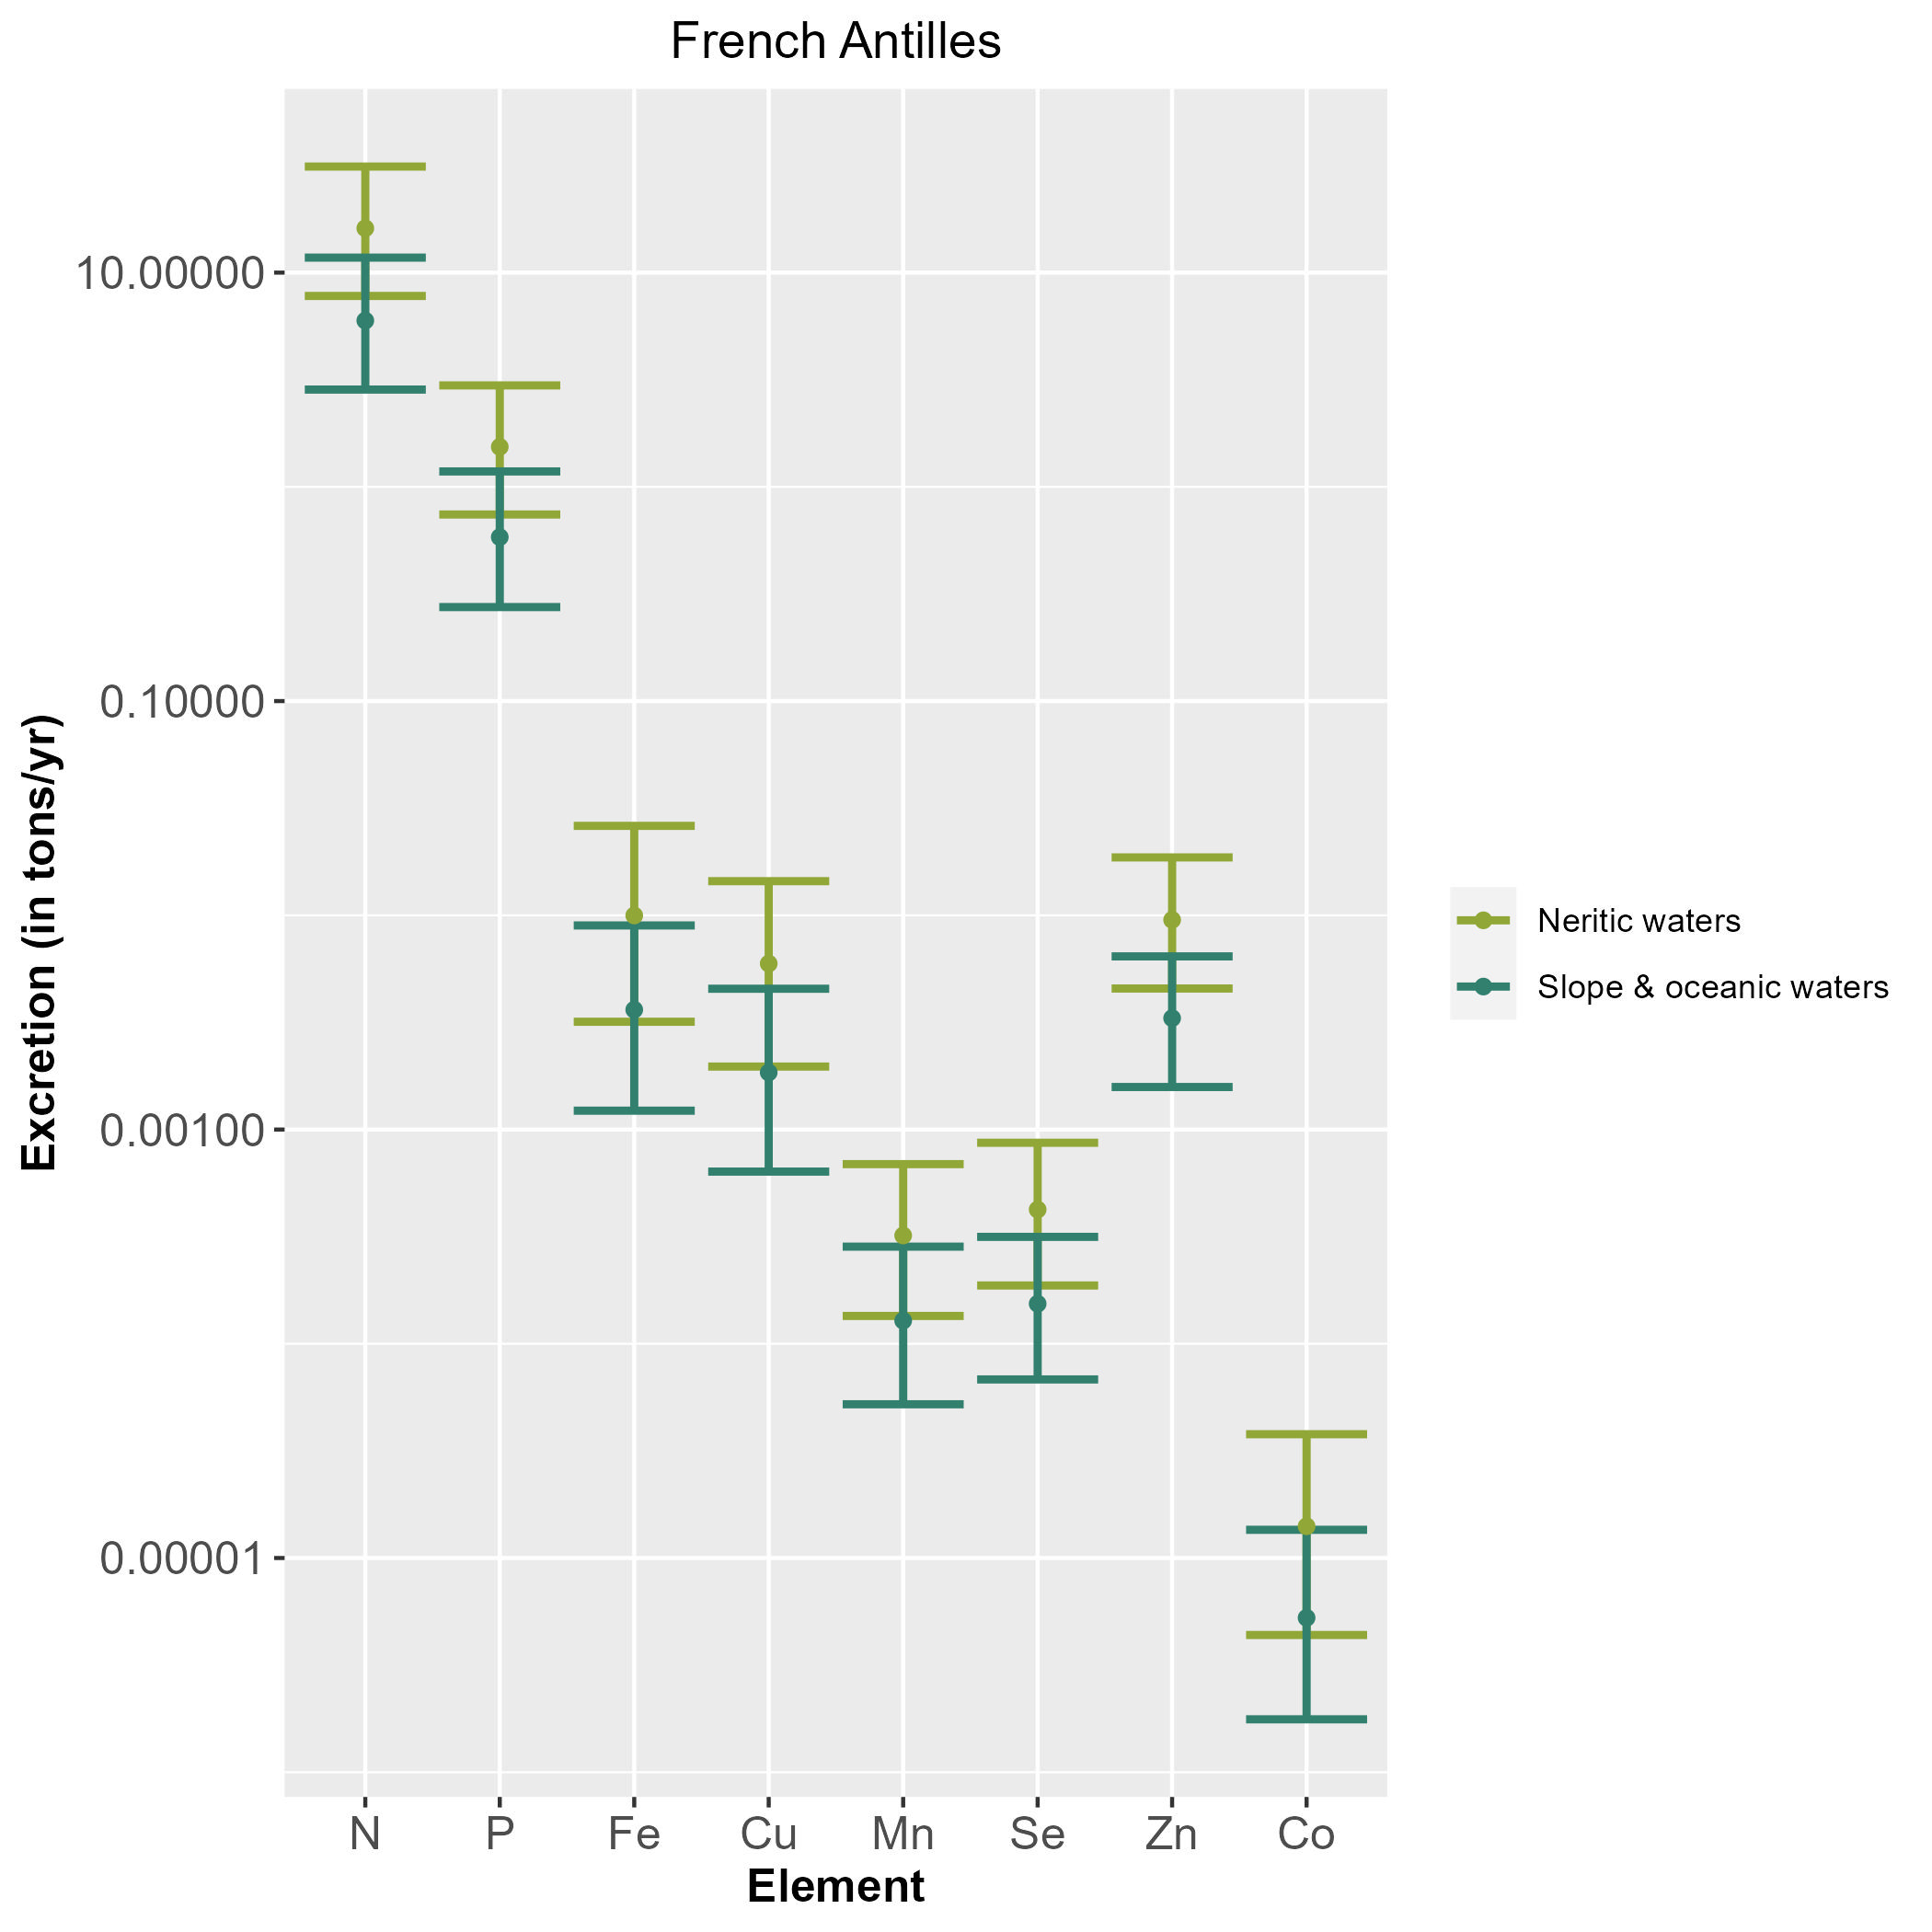 French Antilles
Excretion (in tons/yr)
10.00000
0.10000
0.00100
0.00001
N P Fe Cu Mn Se Zn Co
Element
Neritic waters
Slope & oceanic waters